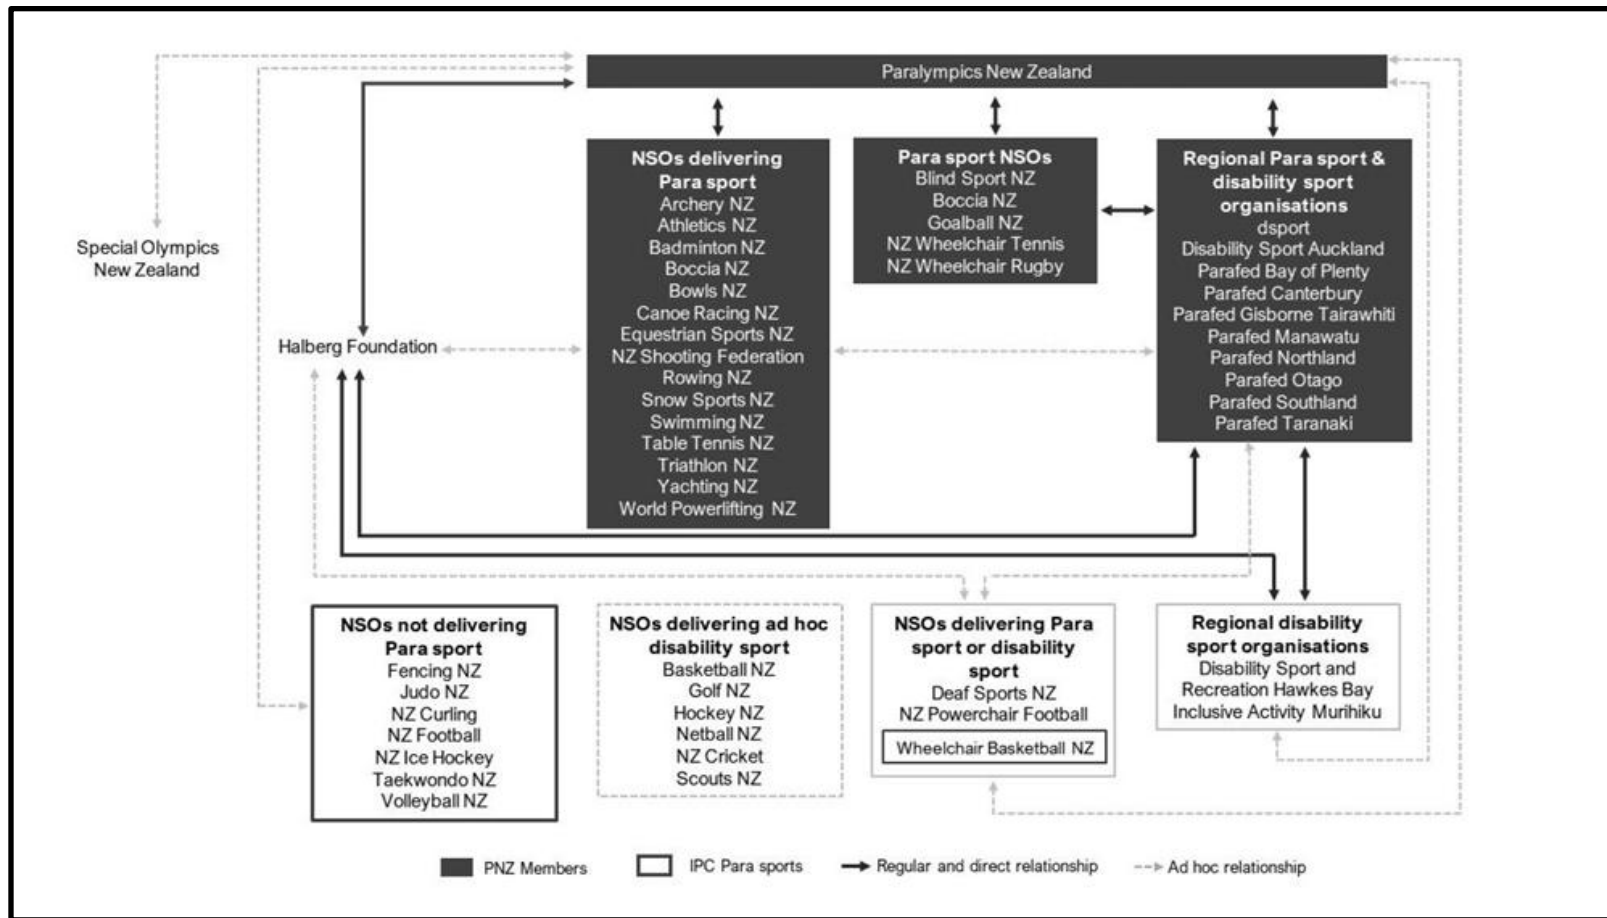 Paralympics New Zealand
NSOs delivering
Para sport
Archery NZ
Athletics NZ
Badminton NZ
Boccia NZ
Bowls NZ
Canoe Racing NZ
Equestrian Sports NZ
NZ Shooting Federation
Rowing NZ
Snow Sports NZ
Swimming NZ
Table Tennis NZ
Triathlon NZ
Yachting NZ
World Powerlifting NZ
Para sport NSOs
Blind Sport NZ
Boccia NZ
Goalball NZ
NZ Wheelchair Tennis
NZ Wheelchair Rugby
Regional Para sport &
disability sport
organisations
dsport
Disability Sport Auckland
Parafed Bay of Plenty
Parafed Canterbury
Parafed Gisborne Tairawhiti
Parafed Manawatu
Parafed Northland
Parafed Otago
Parafed Southland
Parafed Taranaki
Special Olympics
New Zealand
Halberg Foundation
NSOs not delivering
Para sport
Fencing NZ
Judo NZ
NZ Curling
NZ Football
NZ Ice Hockey
Taekwondo NZ
Volleyball NZ
NSOs delivering ad hoc
disability sport
Basketball NZ
Golf NZ
Hockey NZ
Netball NZ
NZ Cricket
Scouts NZ
NSOs delivering Para
sport or disability
sport
Deaf Sports NZ
NZ Powerchair Football
Wheelchair Basketball NZ
Regional disability
sport organisations
Disability Sport and
Recreation Hawkes Bay
Inclusive Activity Murihiku
PNZ Members
IPC Para sports
Regular and direct relationship
Ad hoc relationship